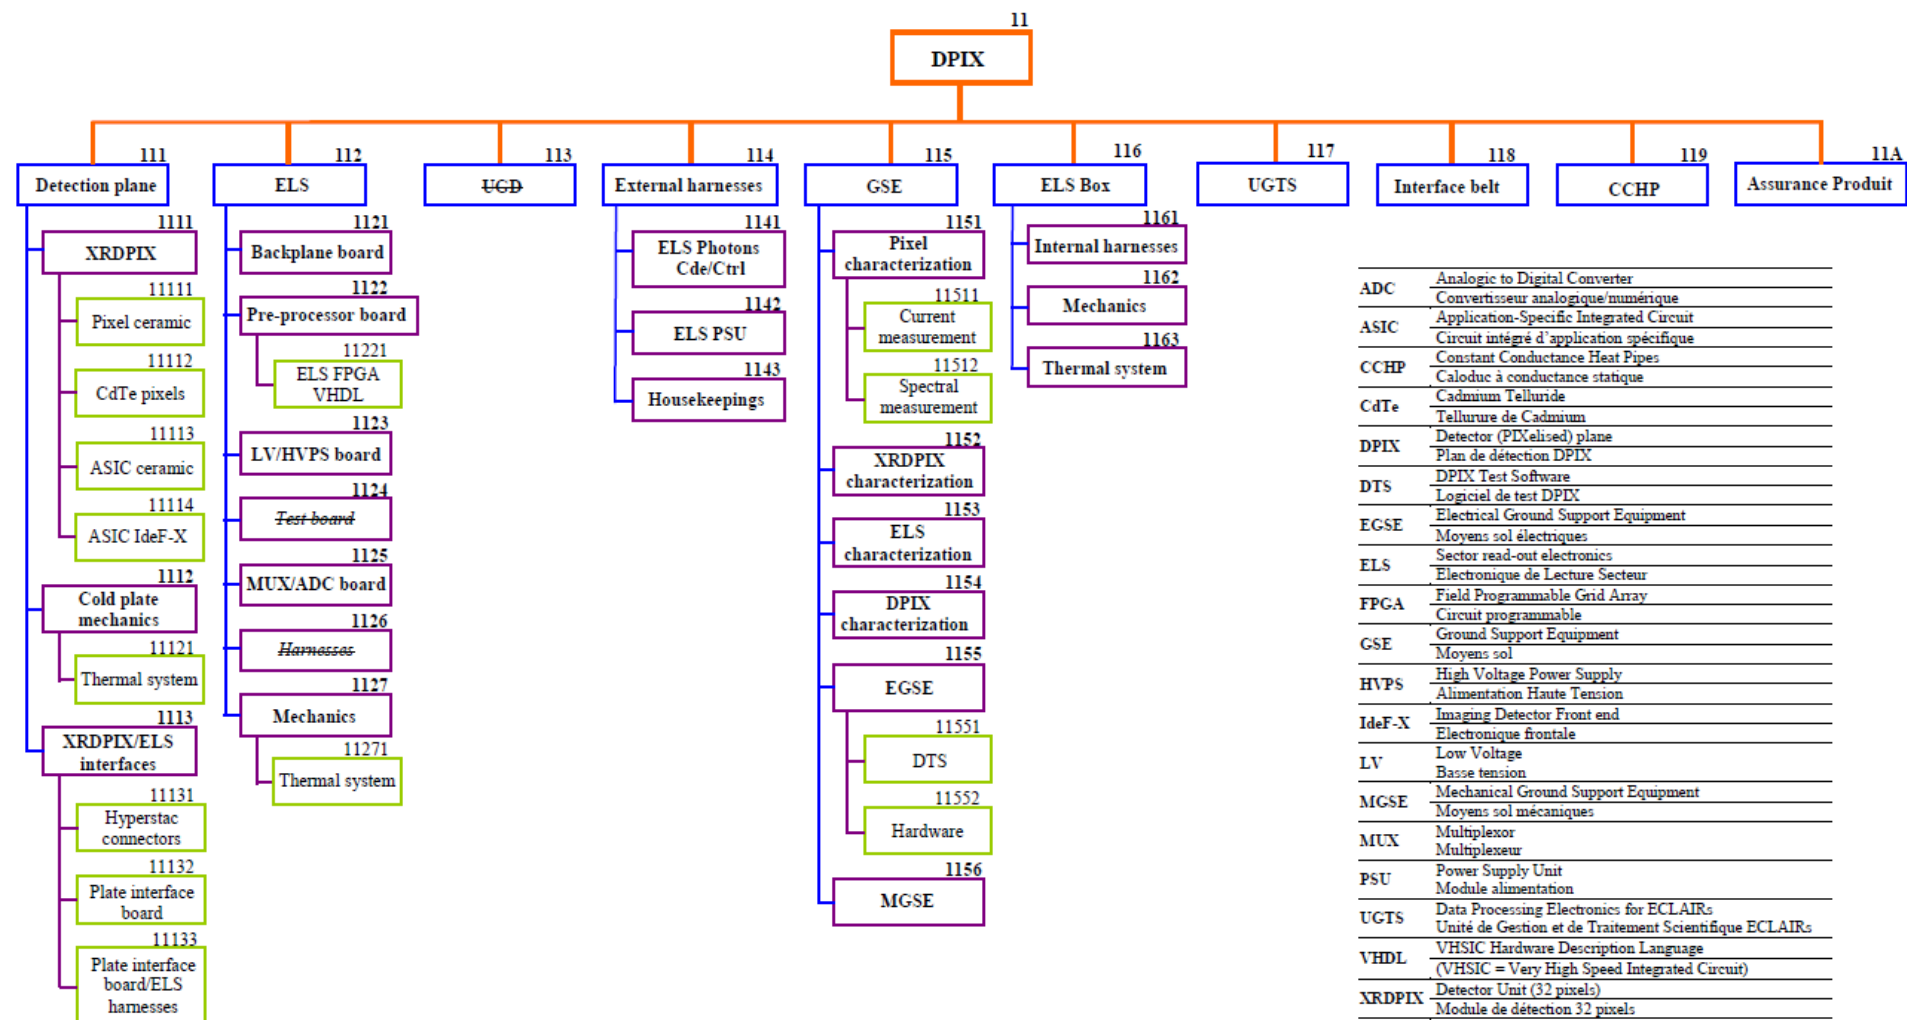 11
DPIX
111
Detection plane
1111
XRDPIX
11111
Pixel ceramic
11112
CdTe pixels
11113
ASIC ceramic
11114
ASIC IdeF-X
1112
Cold plate
mechanics
11121
Thermal system
1113
XRDPIX/ELS
interfaces
11131
Hyperstac
connectors
11132
Plate interface
board
11133
Plate interface
board/ELS
harnesses
112
ELS
1121
Backplane board
1122
Pre-processor board
11221
ELS FPGA
VHDL
1123
LV/HVPS board
1124
Test board
1125
MUX/ADC board
1126
Harnesses
1127
Mechanics
11271
Thermal system
113
UGD
114
External harnesses
1141
ELS Photons
Cde/Ctrl
1142
ELS PSU
1143
Housekeepings
115
GSE
1151
Pixel
characterization
11511
Current
measurement
11512
Spectral
measurement
1152
XRDPIX
characterization
1153
ELS
characterization
1154
DPIX
characterization
1155
EGSE
11551
DTS
11552
Hardware
1156
MGSE
116
ELS Box
1161
Internal harnesses
1162
Mechanics
1163
Thermal system
117
UGTS
118
Interface belt
119
CCHP
11A
Assurance Produit
ADC
Analogic to Digital Converter
Convertisseur analogique/numérique
ASIC
Application-Specific Integrated Circuit
Circuit intégré d'application spécifique
CCHP
Constant Conductance Heat Pipes
Caloduc à conductance statique
CdTe
Cadmium Telluride
Tellurure de Cadmium
DPIX
Detector (PIXelised) plane
Plan de détection DPIX
DTS
DPIX Test Software
Logiciel de test DPIX
EGSE
Electrical Ground Support Equipment
Moyens sol électriques
ELS
Sector read-out electronics
Electronique de Lecture Secteur
FPGA
Field Programmable Grid Array
Circuit programmable
GSE
Ground Support Equipment
Moyens sol
HVPS
High Voltage Power Supply
Alimentation Haute Tension
IdeF-X
Imaging Detector Front end
Electronique frontale
LV
Low Voltage
Basse tension
MGSE
Mechanical Ground Support Equipment
Moyens sol mécaniques
MUX
Multiplexor
Multiplexeur
PSU
Power Supply Unit
Module alimentation
UGTS
Data Processing Electronics for ECLAIRs
Unité de Gestion et de Traitement Scientifique ECLAIRs
VHDL
VHSIC Hardware Description Language
(VHSIC = Very High Speed Integrated Circuit)
XRDPIX
Detector Unit (32 pixels)
Module de détection 32 pixels